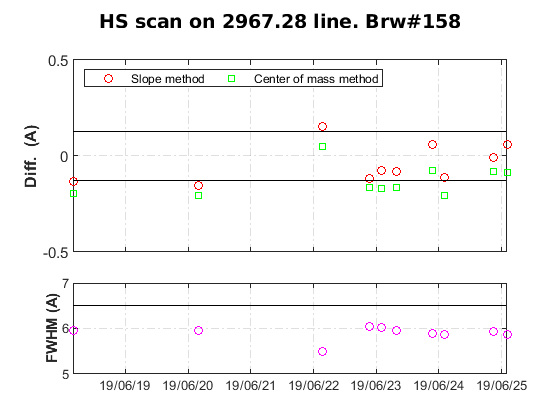 HS scan on 2967.28 line. Brw#158
0.5
Slope method
Center of mass method
Diff. (A)
0
-0.5
7
FWHM (A)
6
5
19/06/19 19/06/20 19/06/21 19/06/22 19/06/23 19/06/24 19/06/25